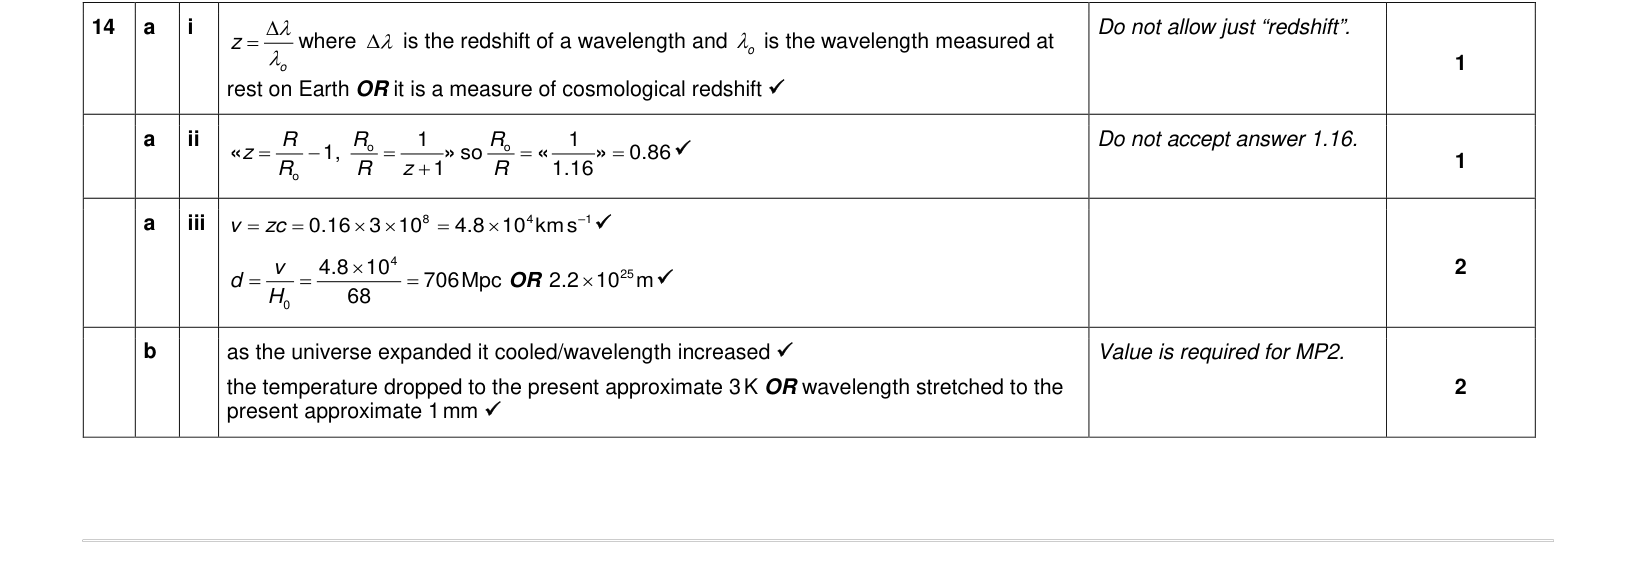 14 a i z = Δλ/λo where Δλ is the redshift of a wavelength and λo is the wavelength measured at Do not allow just “redshift”. 1
rest on Earth OR it is a measure of cosmological redshift ✓
a ii «z = R/Ro − 1, Ro/R = 1/(z + 1)» so Ro/R = «1/1.16» = 0.86 ✓ Do not accept answer 1.16. 1
a iii v = zc = 0.16 × 3 × 10⁸ = 4.8 × 10⁴ km s⁻¹ ✓ 2
d = v/H₀ = 4.8 × 10⁴/68 = 706 Mpc OR 2.2 × 10²⁵ m ✓
b as the universe expanded it cooled/wavelength increased ✓ Value is required for MP2. 2
the temperature dropped to the present approximate 3 K OR wavelength stretched to the
present approximate 1 mm ✓